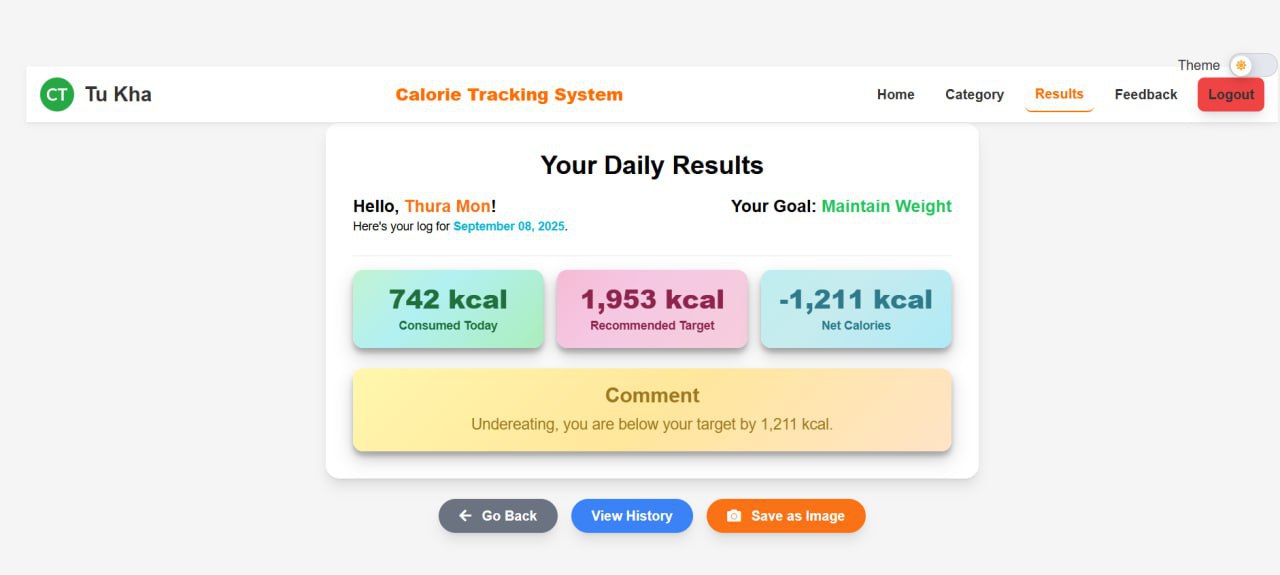 Theme
CT Tu Kha
Calorie Tracking System
Home Category Results Feedback Logout
Your Daily Results
Hello, Thura Mon!
Your Goal: Maintain Weight
Here's your log for September 08, 2025.
742 kcal
Consumed Today
1,953 kcal
Recommended Target
-1,211 kcal
Net Calories
Comment
Undereating, you are below your target by 1,211 kcal.
Go Back
View History
Save as Image